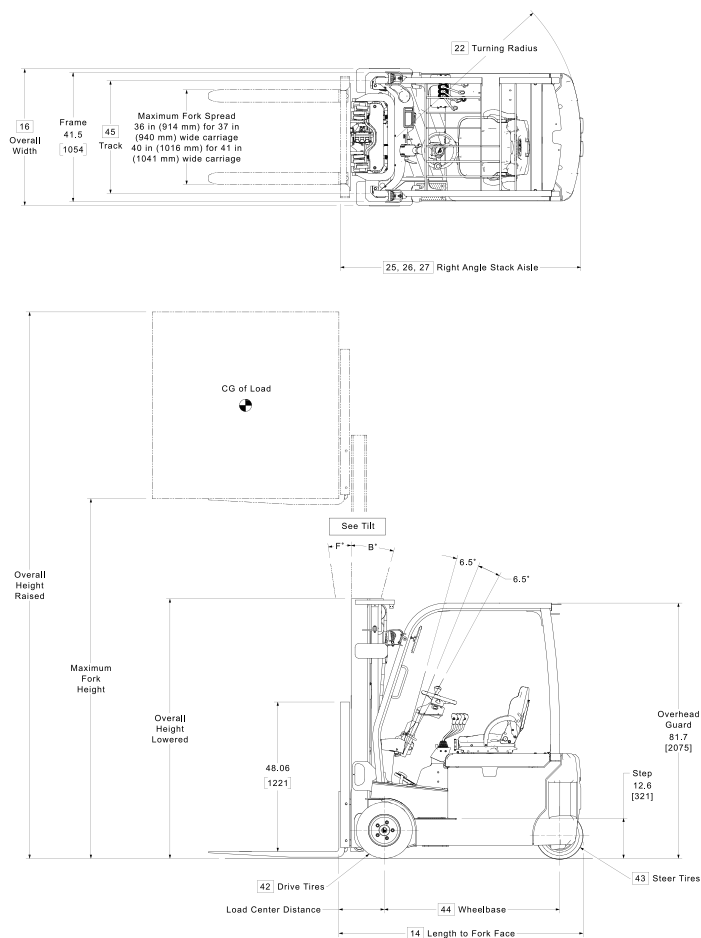 22 Turning Radius
16
Overall
Width
Frame
41.5
1054
45
Track
Maximum Fork Spread
36 in (914 mm) for 37 in
(940 mm) wide carriage
40 in (1016 mm) for 41 in
(1041 mm) wide carriage
25, 26, 27 Right Angle Stack Aisle
CG of Load
See Tilt
F° B°
6.5°
6.5°
Overall
Height
Raised
Maximum
Fork
Height
Overall
Height
Lowered
48.06
1221
Overhead
Guard
81.7
[2075]
Step
12.6
[321]
42 Drive Tires
43 Steer Tires
Load Center Distance
44 Wheelbase
14 Length to Fork Face